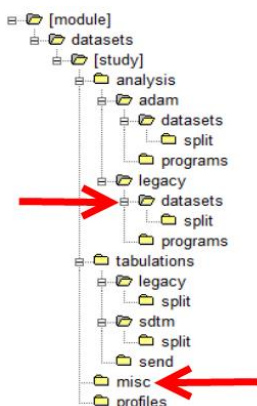 [module]
datasets
[study]
analysis
adam
datasets
split
programs
legacy
datasets
split
programs
tabulations
legacy
split
sdtm
split
send
misc
profiles